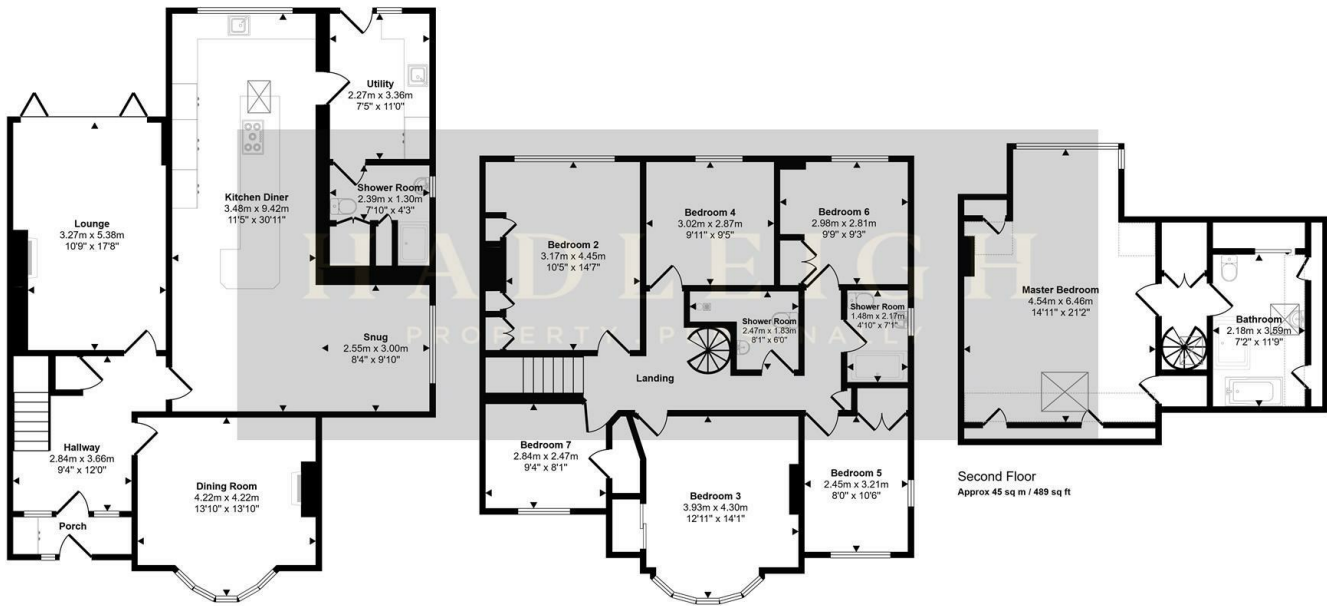 Utility
2.27m x 3.36m
7'5" x 11'0"
Shower Room
2.39m x 1.30m
7'10" x 4'3"
Kitchen Diner
3.48m x 9.42m
11'5" x 30'11"
Lounge
3.27m x 5.38m
10'9" x 17'8"
Snug
2.55m x 3.00m
8'4" x 9'10"
Hallway
2.84m x 3.66m
9'4" x 12'0"
Dining Room
4.22m x 4.22m
13'10" x 13'10"
Porch
Bedroom 2
3.17m x 4.45m
10'5" x 14'7"
Bedroom 4
3.02m x 2.87m
9'11" x 9'5"
Bedroom 6
2.98m x 2.81m
9'9" x 9'3"
Shower Room
2.47m x 1.83m
8'1" x 6'0"
Shower Room
1.48m x 2.17m
4'10" x 7'1"
Landing
Bedroom 7
2.84m x 2.47m
9'4" x 8'1"
Bedroom 3
3.93m x 4.30m
12'11" x 14'1"
Bedroom 5
2.45m x 3.21m
8'0" x 10'6"
Master Bedroom
4.54m x 6.46m
14'11" x 21'2"
Bathroom
2.18m x 3.59m
7'2" x 11'9"
Second Floor
Approx 45 sq m / 489 sq ft
HADLEIGH
PROPERTY. PERSONALLY